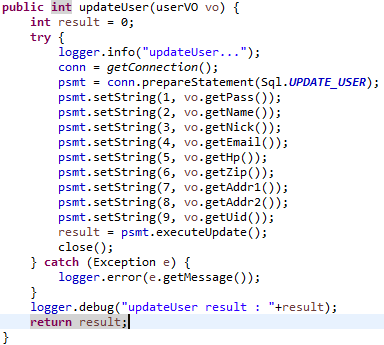 public int updateUser(userVO vo) {
    int result = 0;
    try {
        logger.info("updateUser...");
        conn = getConnection();
        psmt = conn.prepareStatement(Sql.UPDATE_USER);
        psmt.setString(1, vo.getPass());
        psmt.setString(2, vo.getName());
        psmt.setString(3, vo.getNick());
        psmt.setString(4, vo.getEmail());
        psmt.setString(5, vo.getHp());
        psmt.setString(6, vo.getZip());
        psmt.setString(7, vo.getAddr1());
        psmt.setString(8, vo.getAddr2());
        psmt.setString(9, vo.getUid());
        result = psmt.executeUpdate();
        close();
    } catch (Exception e) {
        logger.error(e.getMessage());
    }
    logger.debug("updateUser result : "+result);
    return result;
}